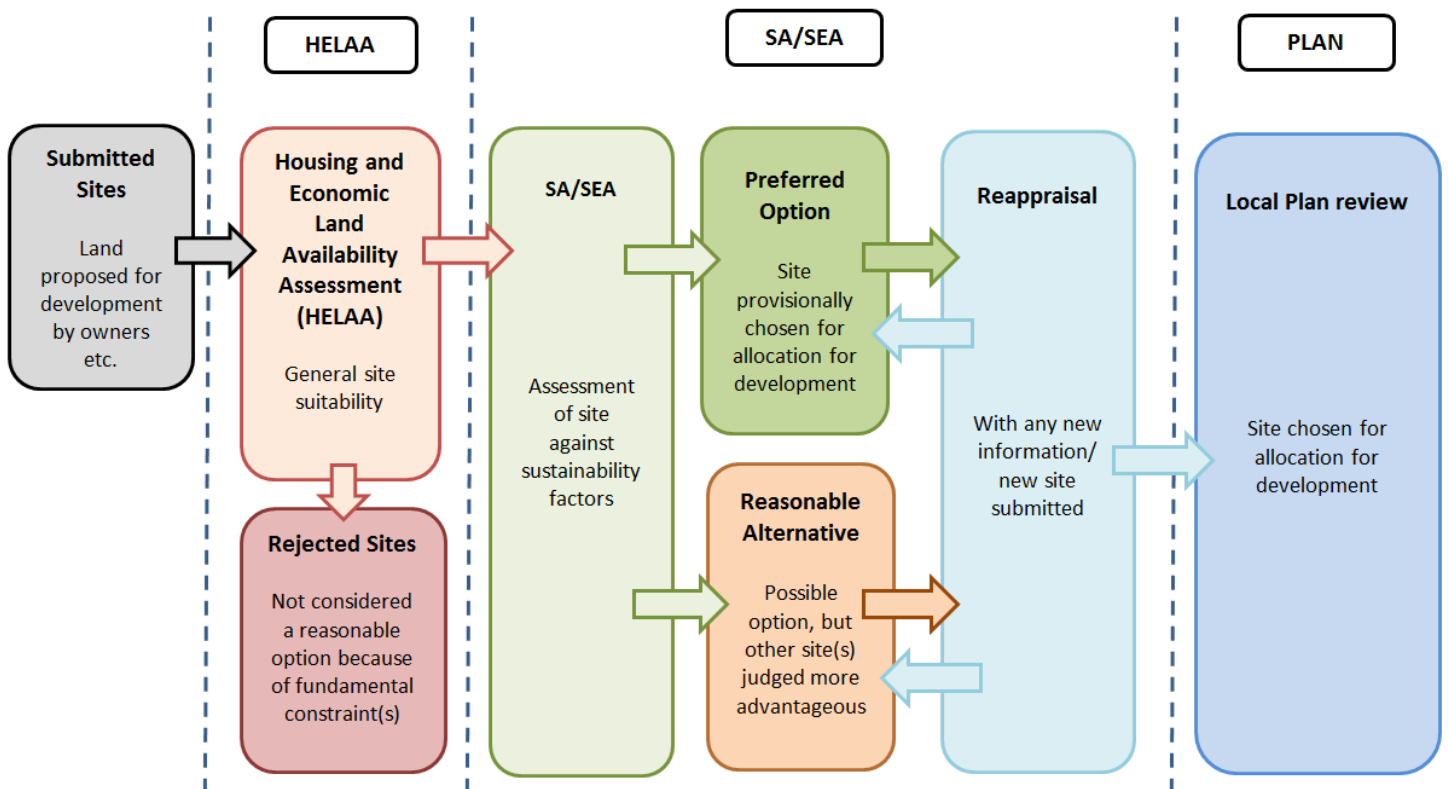 HELAA
SA/SEA
PLAN
Submitted
Sites
Land
proposed for
development
by owners
etc.
Housing and
Economic
Land
Availability
Assessment
(HELAA)
General site
suitability
Rejected Sites
Not considered
a reasonable
option because
of fundamental
constraint(s)
SA/SEA
Assessment
of site
against
sustainability
factors
Preferred
Option
Site
provisionally
chosen for
allocation for
development
Reasonable
Alternative
Possible
option, but
other site(s)
judged more
advantageous
Reappraisal
With any new
information/
new site
submitted
Local Plan review
Site chosen for
allocation for
development